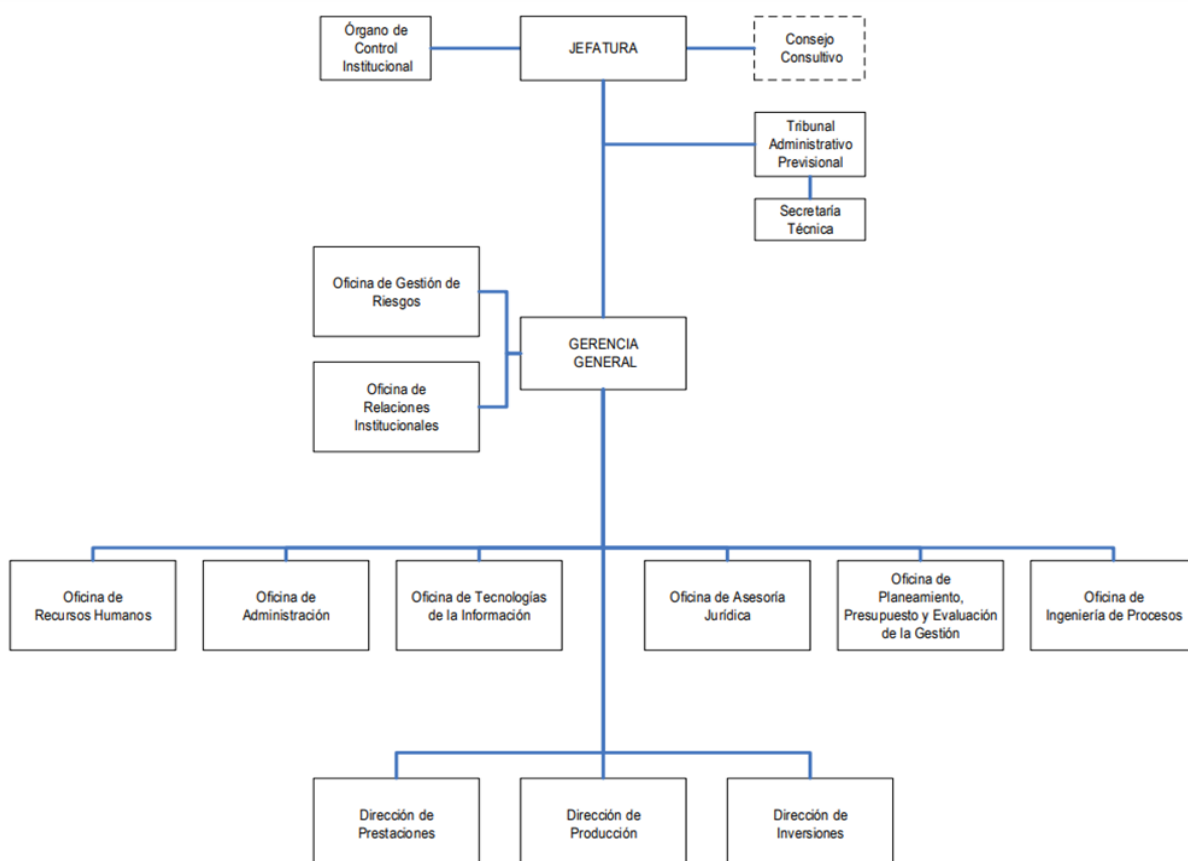 Órgano de
Control
Institucional
JEFATURA
Consejo
Consultivo
Tribunal
Administrativo
Previsional
Secretaría
Técnica
Oficina de Gestión de
Riesgos
GERENCIA
GENERAL
Oficina de
Relaciones
Institucionales
Oficina de
Recursos Humanos
Oficina de
Administración
Oficina de Tecnologías
de la Información
Oficina de Asesoría
Jurídica
Oficina de
Planeamiento,
Presupuesto y Evaluación
de la Gestión
Oficina de
Ingeniería de Procesos
Dirección de
Prestaciones
Dirección de
Producción
Dirección de
Inversiones